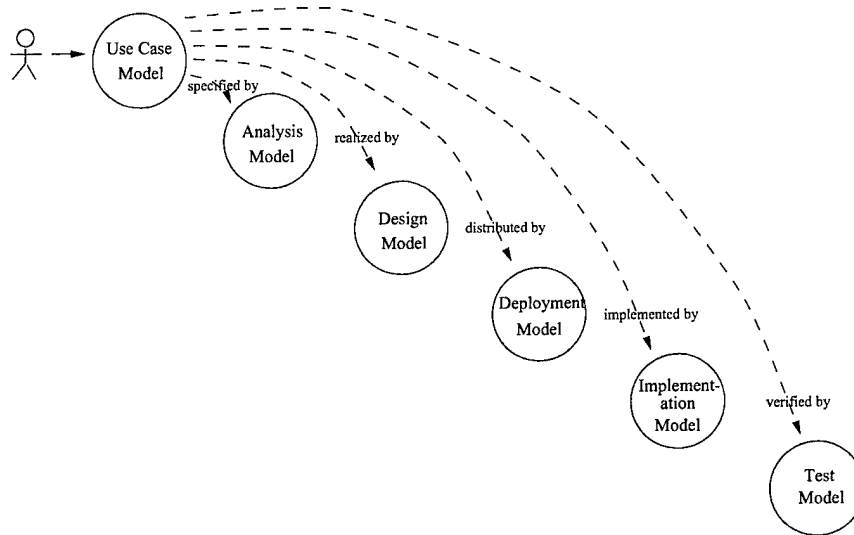 Use Case
Model
specified by
Analysis
Model
realized by
Design
Model
distributed by
Deployment
Model
implemented by
Implement-
ation
Model
verified by
Test
Model